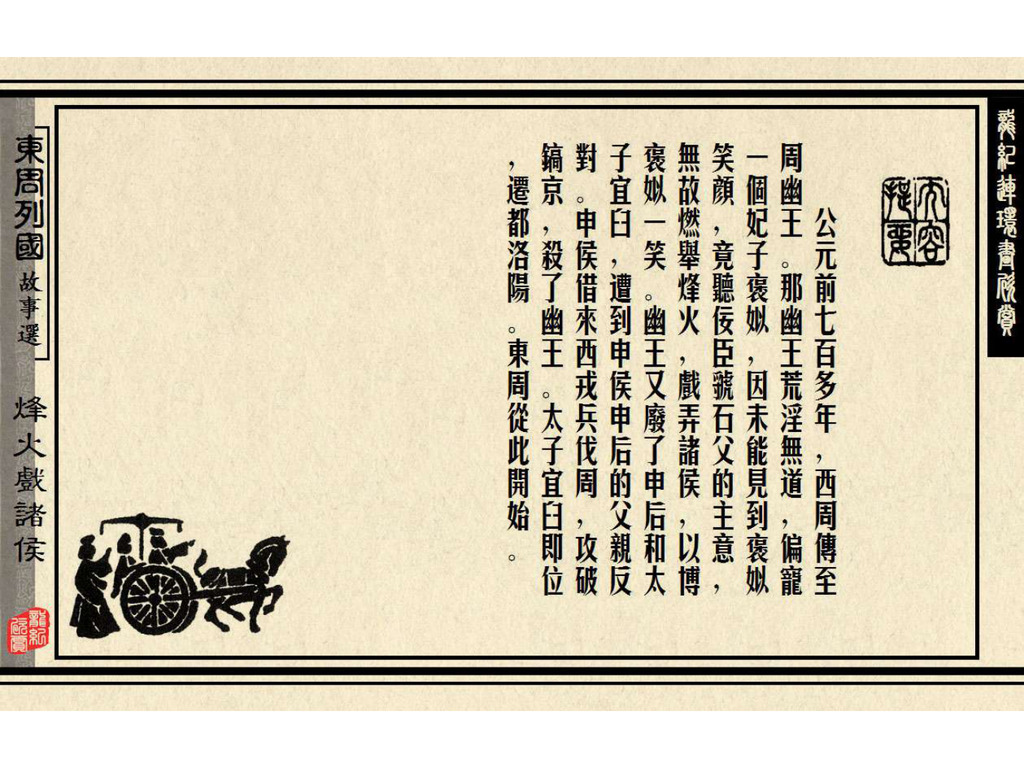 龍紀連環畫欣賞
內容
提要
公元前七百多年，西周傳至
周幽王。那幽王荒淫無道，偏寵
一個妃子褒姒，因未能見到褒姒
笑顏，竟聽佞臣虢石父的主意，
無故燃舉烽火，戲弄諸侯，以博
褒姒一笑。幽王又廢了申后和太
子宜臼，遭到申侯申后的父親反
對。申侯借來西戎兵伐周，攻破
鎬京，殺了幽王。太子宜臼即位
，遷都洛陽。東周從此開始。
東周列國故事選
烽火戲諸侯
龍紀
欣賞